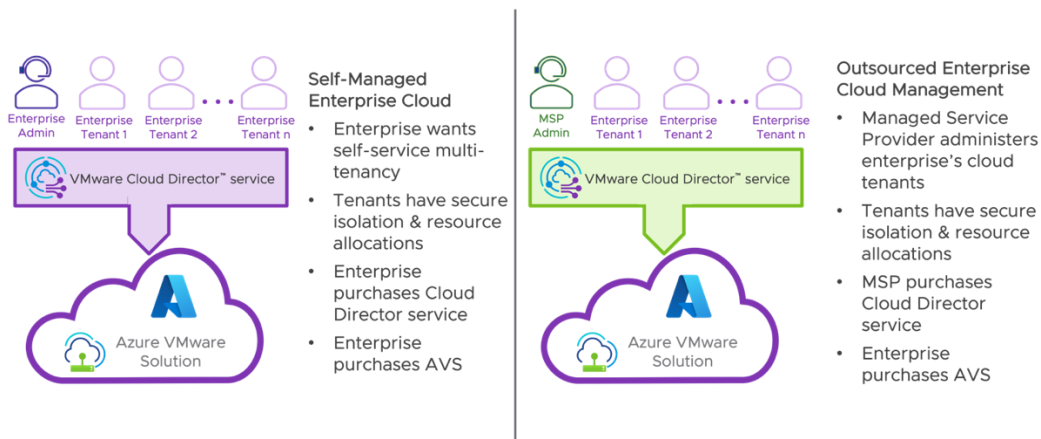 Enterprise
Admin
Enterprise
Tenant 1
Enterprise
Tenant 2
Enterprise
Tenant n
VMware Cloud Director™ service
Azure VMware
Solution
Self-Managed
Enterprise Cloud
• Enterprise wants
self-service multi-
tenancy
• Tenants have secure
isolation & resource
allocations
• Enterprise
purchases Cloud
Director service
• Enterprise
purchases AVS
MSP
Admin
Enterprise
Tenant 1
Enterprise
Tenant 2
Enterprise
Tenant n
VMware Cloud Director™ service
Azure VMware
Solution
Outsourced Enterprise
Cloud Management
• Managed Service
Provider administers
enterprise's cloud
tenants
• Tenants have secure
isolation & resource
allocations
• MSP purchases
Cloud Director
service
• Enterprise
purchases AVS